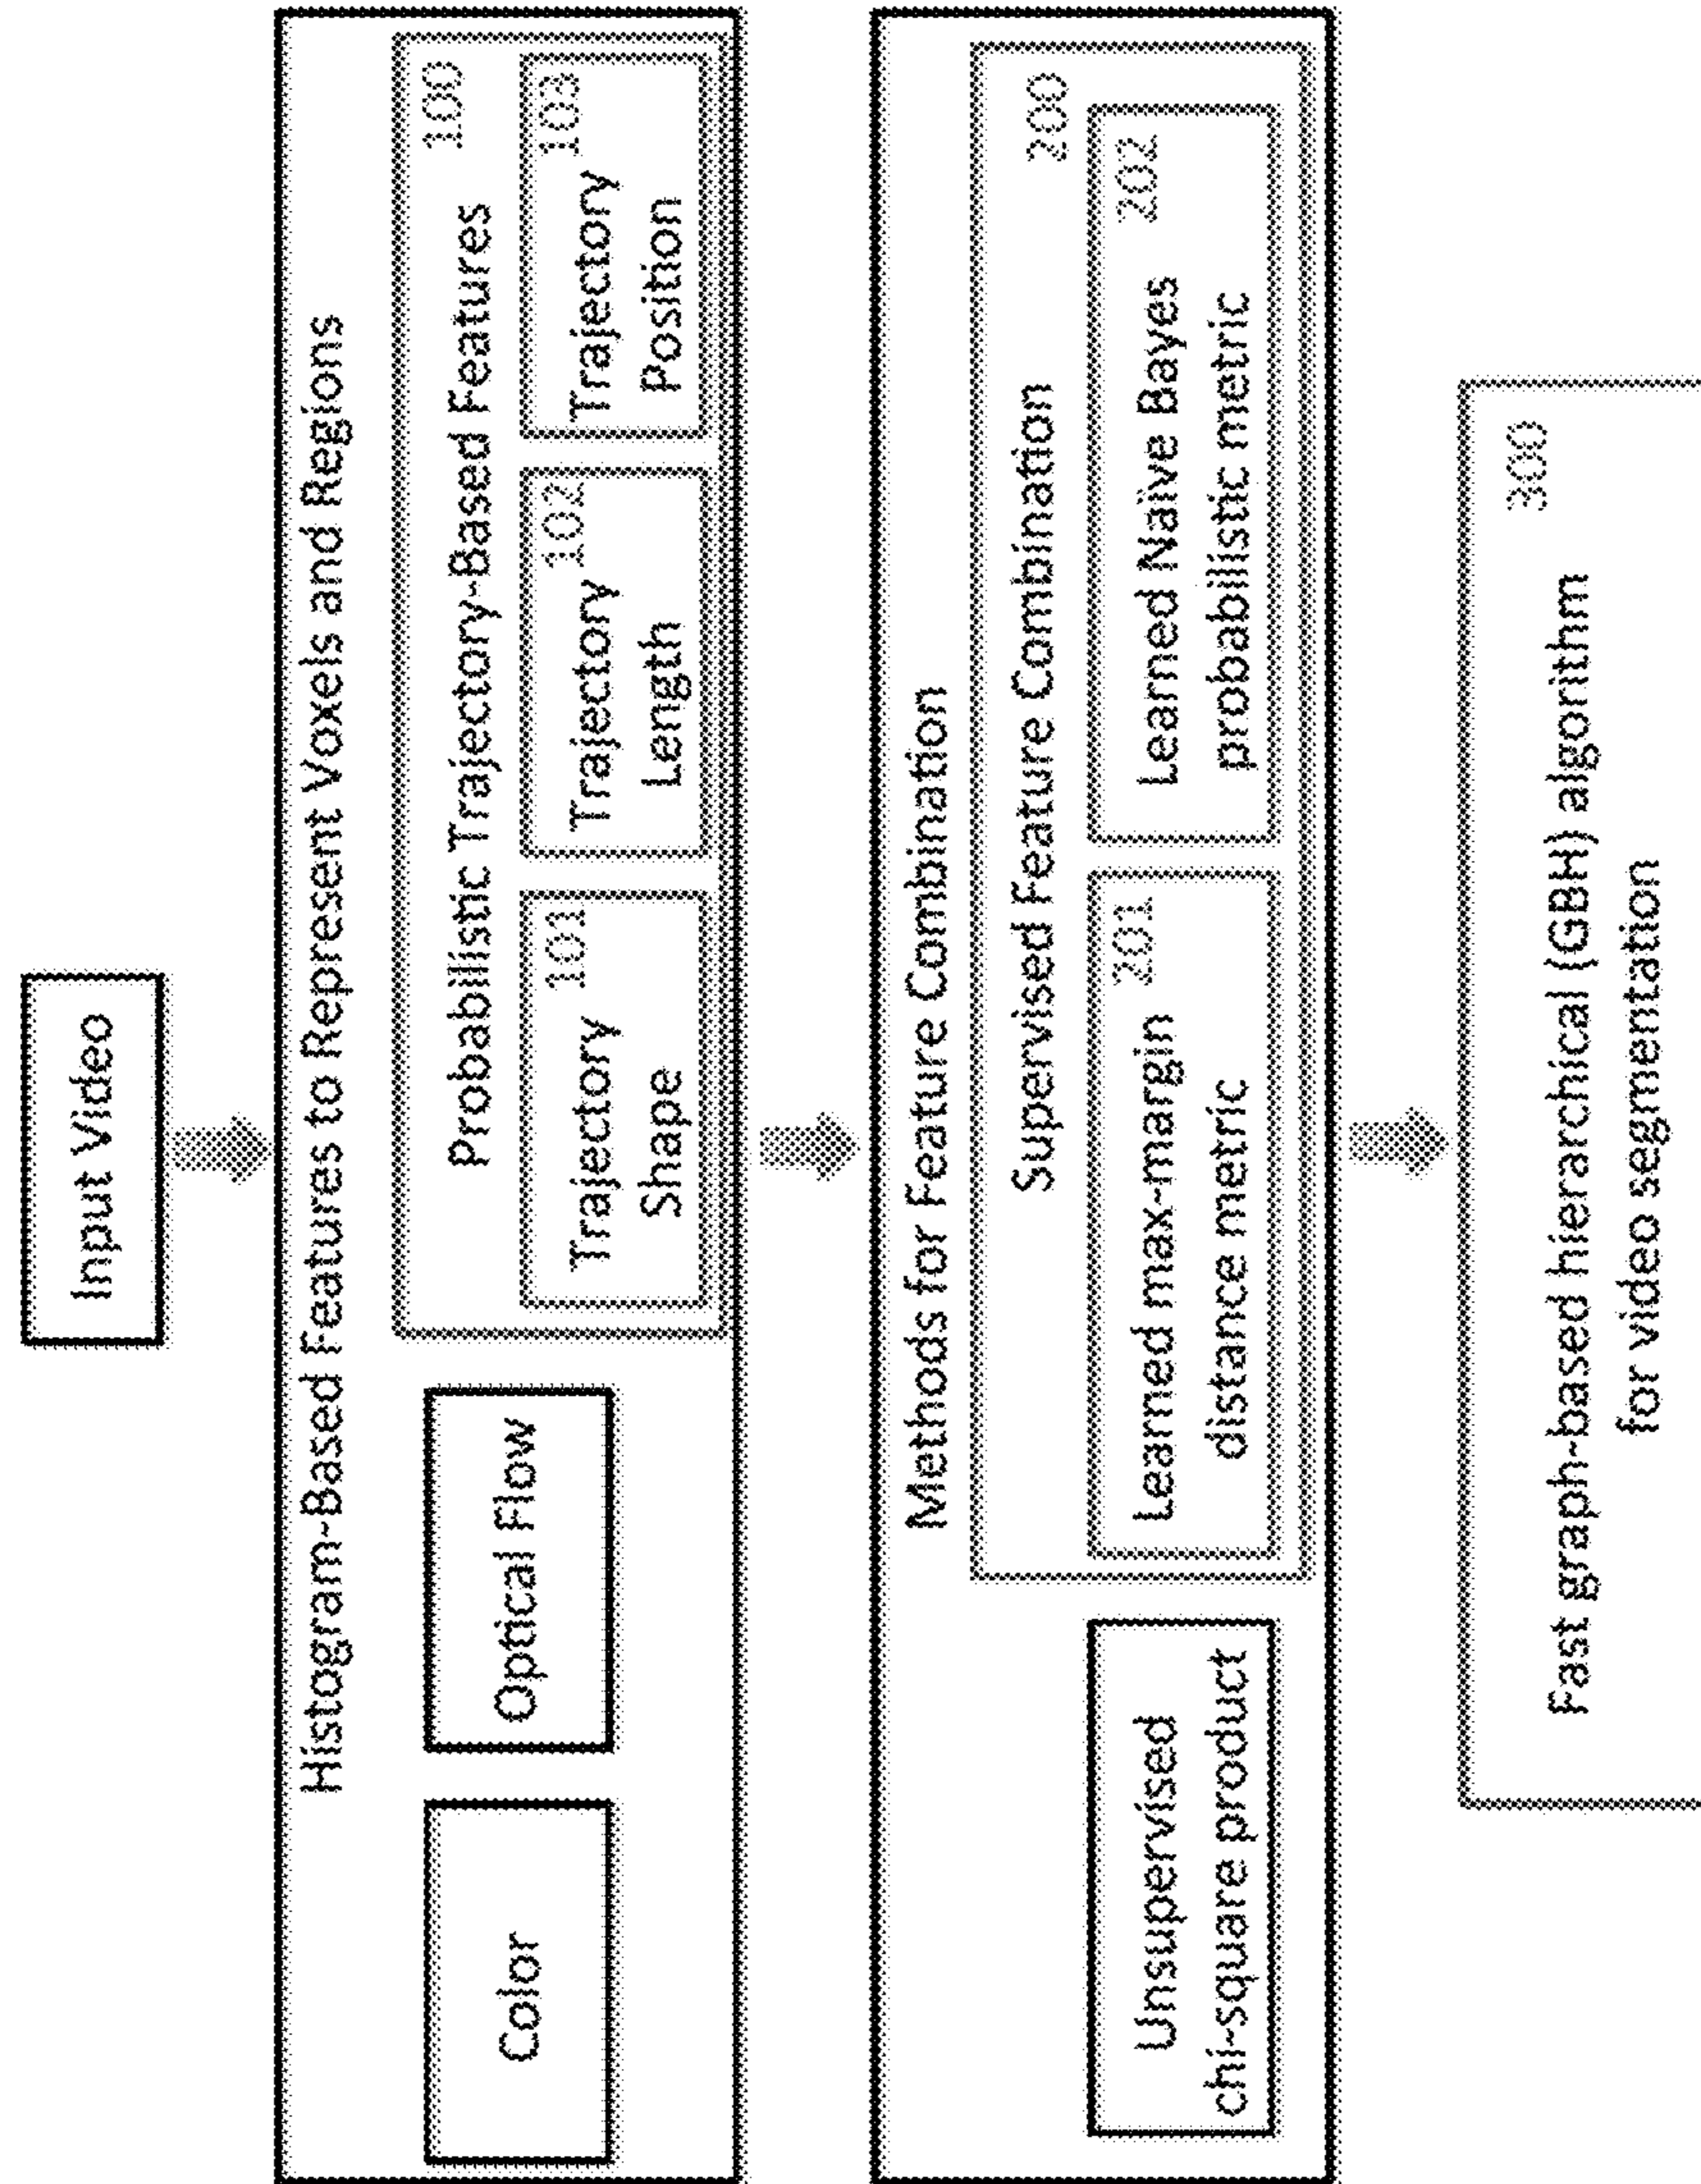 Input Video
Histogram-Based Features to Represent Voxels and Regions
Color
Optical Flow
Probabilistic Trajectory-Based Features
100
Trajectory
Shape
101
Trajectory
Length
102
Trajectory
Position
103
Methods for Feature Combination
Unsupervised
chi-square product
Supervised Feature Combination
200
Learned max-margin
distance metric
201
Learned Naïve Bayes
probabilistic metric
202
300
Fast graph-based hierarchical (GBH) algorithm
for video segmentation